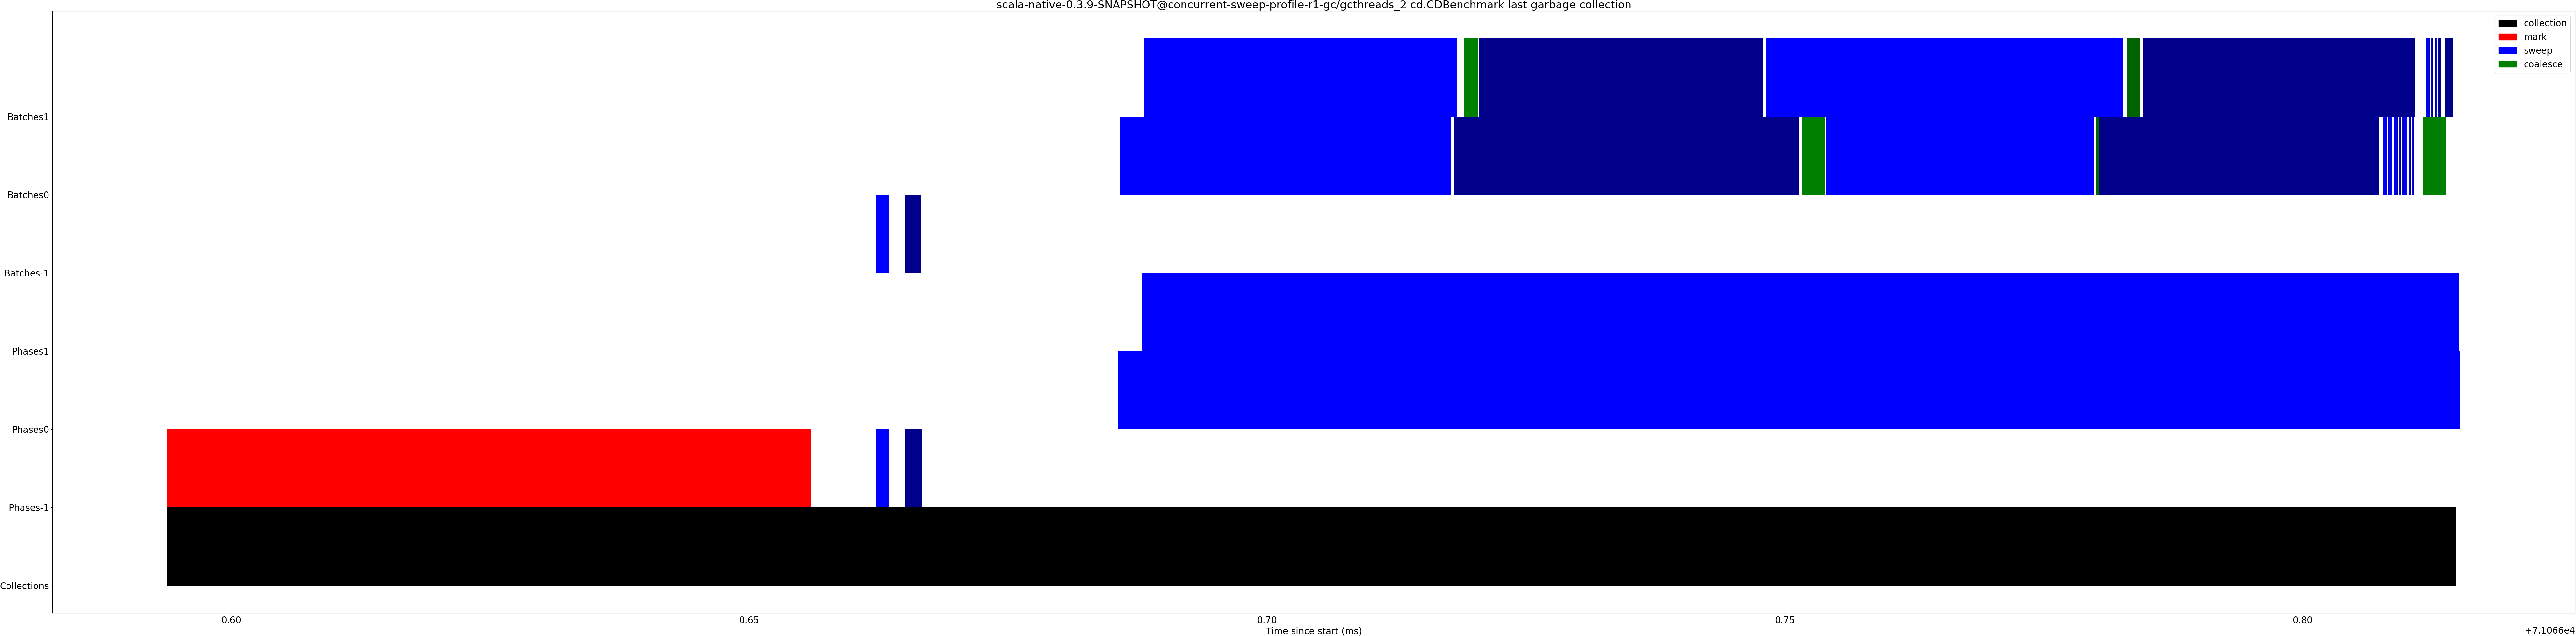 scala-native-0.3.9-SNAPSHOT@concurrent-sweep-profile-r1-gc/gcthreads_2 cd.CDBenchmark last garbage collection
collection
mark
sweep
coalesce
Batches1
Batches0
Batches-1
Phases1
Phases0
Phases-1
Collections
0.60 0.65 0.70 0.75 0.80
Time since start (ms)
+7.1066e4